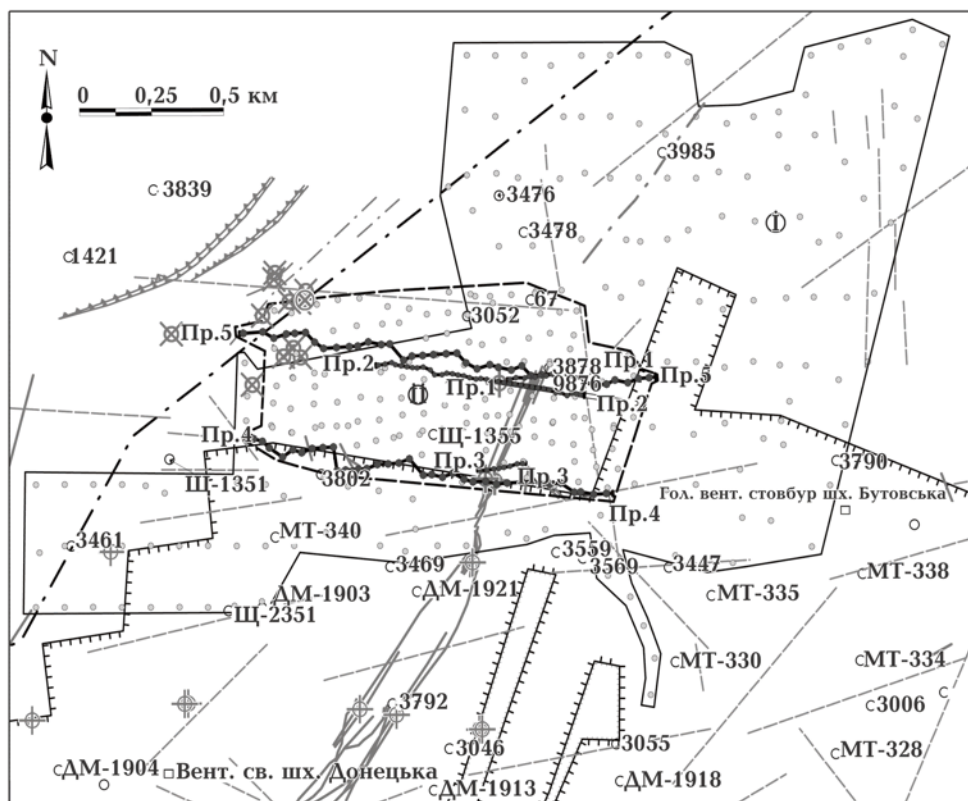 N
0 0,25 0,5 км
3985
3839
3476
3478
I
1421
67
3052
Пр.5
Пр.4
Пр.2
3878
Пр.5
Пр.1
9876
Пр.2
II
Пр.4
Щ-1355
Пр.3
3790
3802
Пр.3
Щ-1351
Гол. вент. стовбур шх. Бутовська
Пр.4
МТ-340
3461
3559
3469
3569
3447
МТ-338
ДМ-1903
ДМ-1921
МТ-335
Щ-2351
МТ-330
МТ-334
3792
3006
3046
3055
МТ-328
ДМ-1904
Вент. св. шх. Донецька
ДМ-1913
ДМ-1918